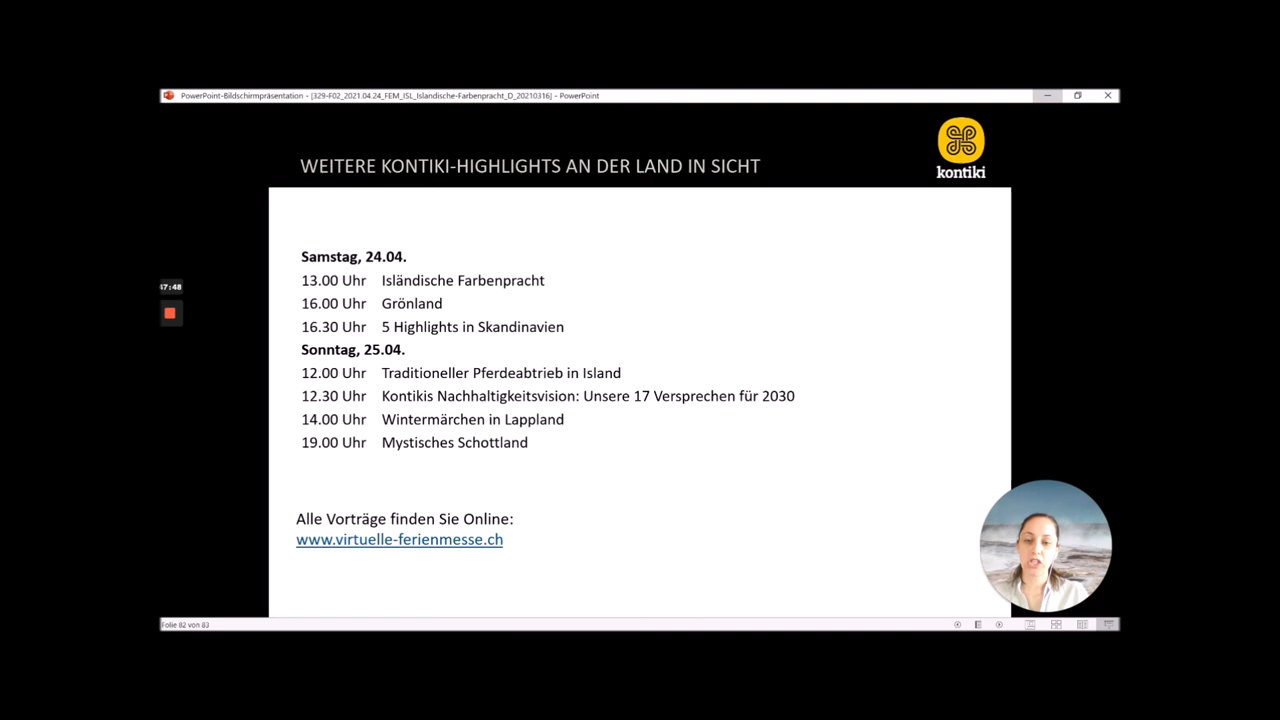 PowerPoint-Bildschirmpräsentation - [329-F02_2021.04.24_FEM_ISL_Islandische-Farbenpracht_D_20210316] - PowerPoint
kontiki
WEITERE KONTIKI-HIGHLIGHTS AN DER LAND IN SICHT
Samstag, 24.04.
13.00 Uhr Isländische Farbenpracht
16.00 Uhr Grönland
16.30 Uhr 5 Highlights in Skandinavien
Sonntag, 25.04.
12.00 Uhr Traditioneller Pferdeabtrieb in Island
12.30 Uhr Kontikis Nachhaltigkeitsvision: Unsere 17 Versprechen für 2030
14.00 Uhr Wintermärchen in Lappland
19.00 Uhr Mystisches Schottland
Alle Vorträge finden Sie Online:
www.virtuelle-ferienmesse.ch
Folie 82 von 83